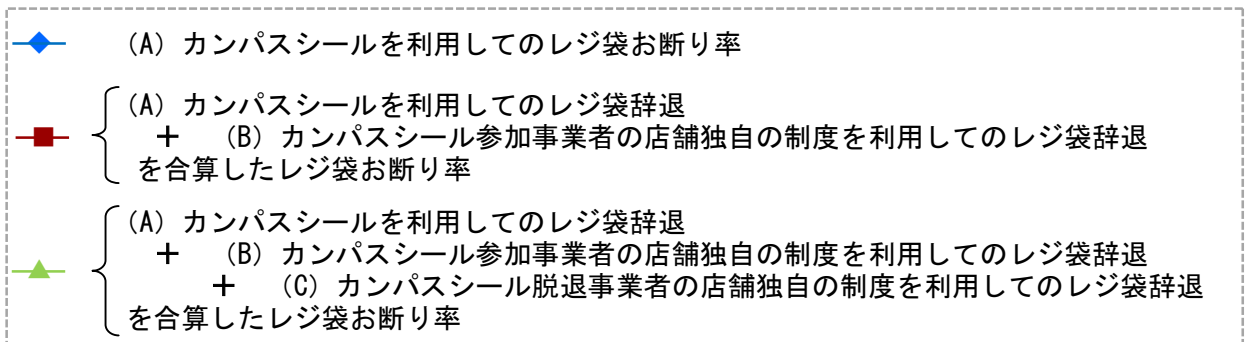 (A) カンパスシールを利用してのレジ袋お断り率
(A) カンパスシールを利用してのレジ袋辞退
＋ (B) カンパスシール参加事業者の店舗独自の制度を利用してのレジ袋辞退
を合算したレジ袋お断り率
(A) カンパスシールを利用してのレジ袋辞退
＋ (B) カンパスシール参加事業者の店舗独自の制度を利用してのレジ袋辞退
＋ (C) カンパスシール脱退事業者の店舗独自の制度を利用してのレジ袋辞退
を合算したレジ袋お断り率